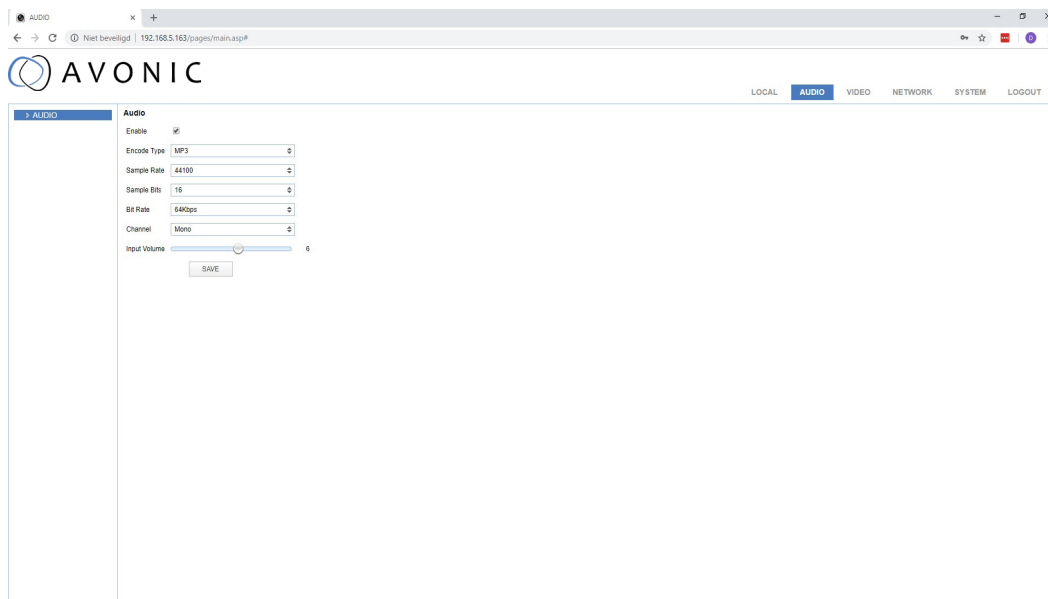 AUDIO
Niet beveiligd | 192.168.5.163/pages/main.asp#
D
AVONIC
LOCAL AUDIO VIDEO NETWORK SYSTEM LOGOUT
> AUDIO
Audio
Enable
Encode Type MP3
Sample Rate 44100
Sample Bits 16
Bit Rate 64Kbps
Channel Mono
Input Volume 6
SAVE